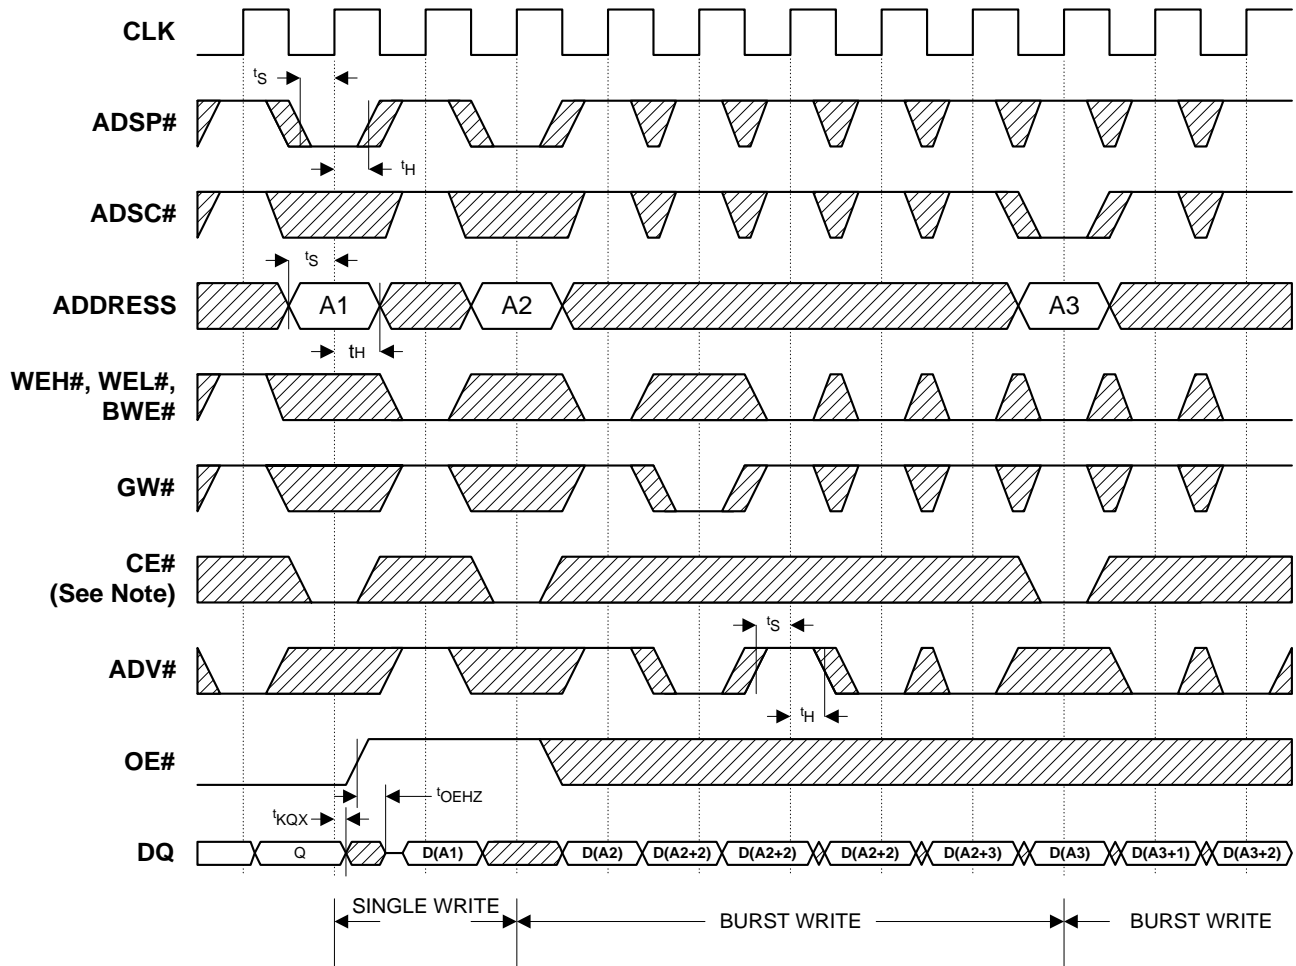 CLK
tS
ADSP#
tH
ADSC#
tS
ADDRESS A1 A2 A3
tH
WEH#, WEL#,
BWE#
GW#
CE#
(See Note)
tS
ADV#
tH
OE#
tOEHZ
tKQX
DQ Q D(A1) D(A2) D(A2+2) D(A2+2) D(A2+2) D(A2+3) D(A3) D(A3+1) D(A3+2)
SINGLE WRITE BURST WRITE BURST WRITE